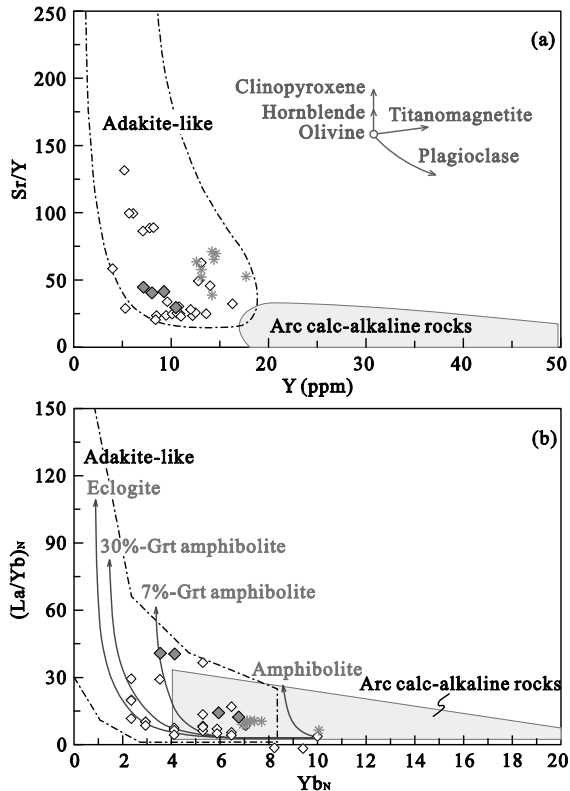 250
(a)
200
Clinopyroxene
Hornblende
Titanomagnetite
Adakite-like
Olivine
150
Plagioclase
Sr/Y
100
50
Arc calc-alkaline rocks
0
0 10 20 30 40 50
Y (ppm)
150
(b)
Adakite-like
120
Eclogite
30%-Grt amphibolite
90
7%-Grt amphibolite
(La/Yb)N
60
Amphibolite
30
Arc calc-alkaline rocks
0
0 2 4 6 8 10 12 14 16 18 20
YbN